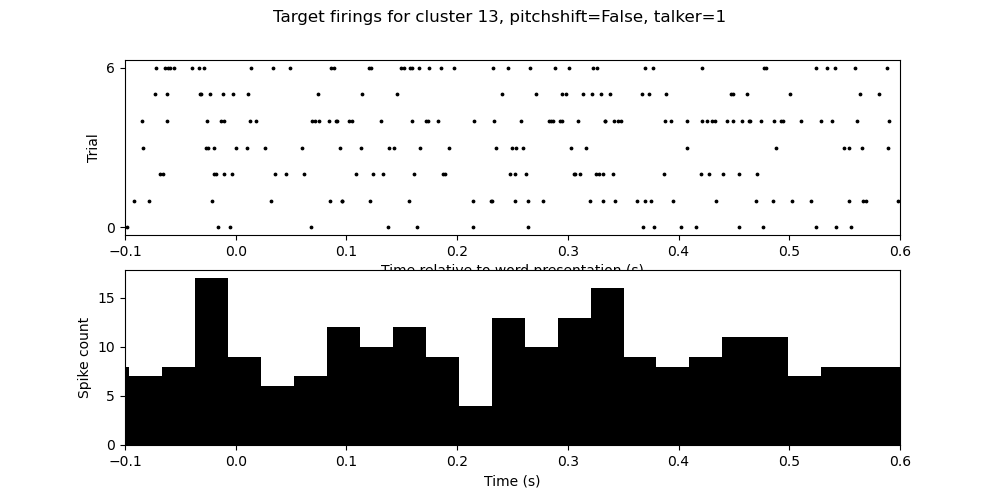 Target firings for cluster 13, pitchshift=False, talker=1
6
Trial
0
−0.1 0.0 0.1 0.2 0.3 0.4 0.5 0.6
Time relative to word presentation (s)
15
10
Spike count
5
0
−0.1 0.0 0.1 0.2 0.3 0.4 0.5 0.6
Time (s)